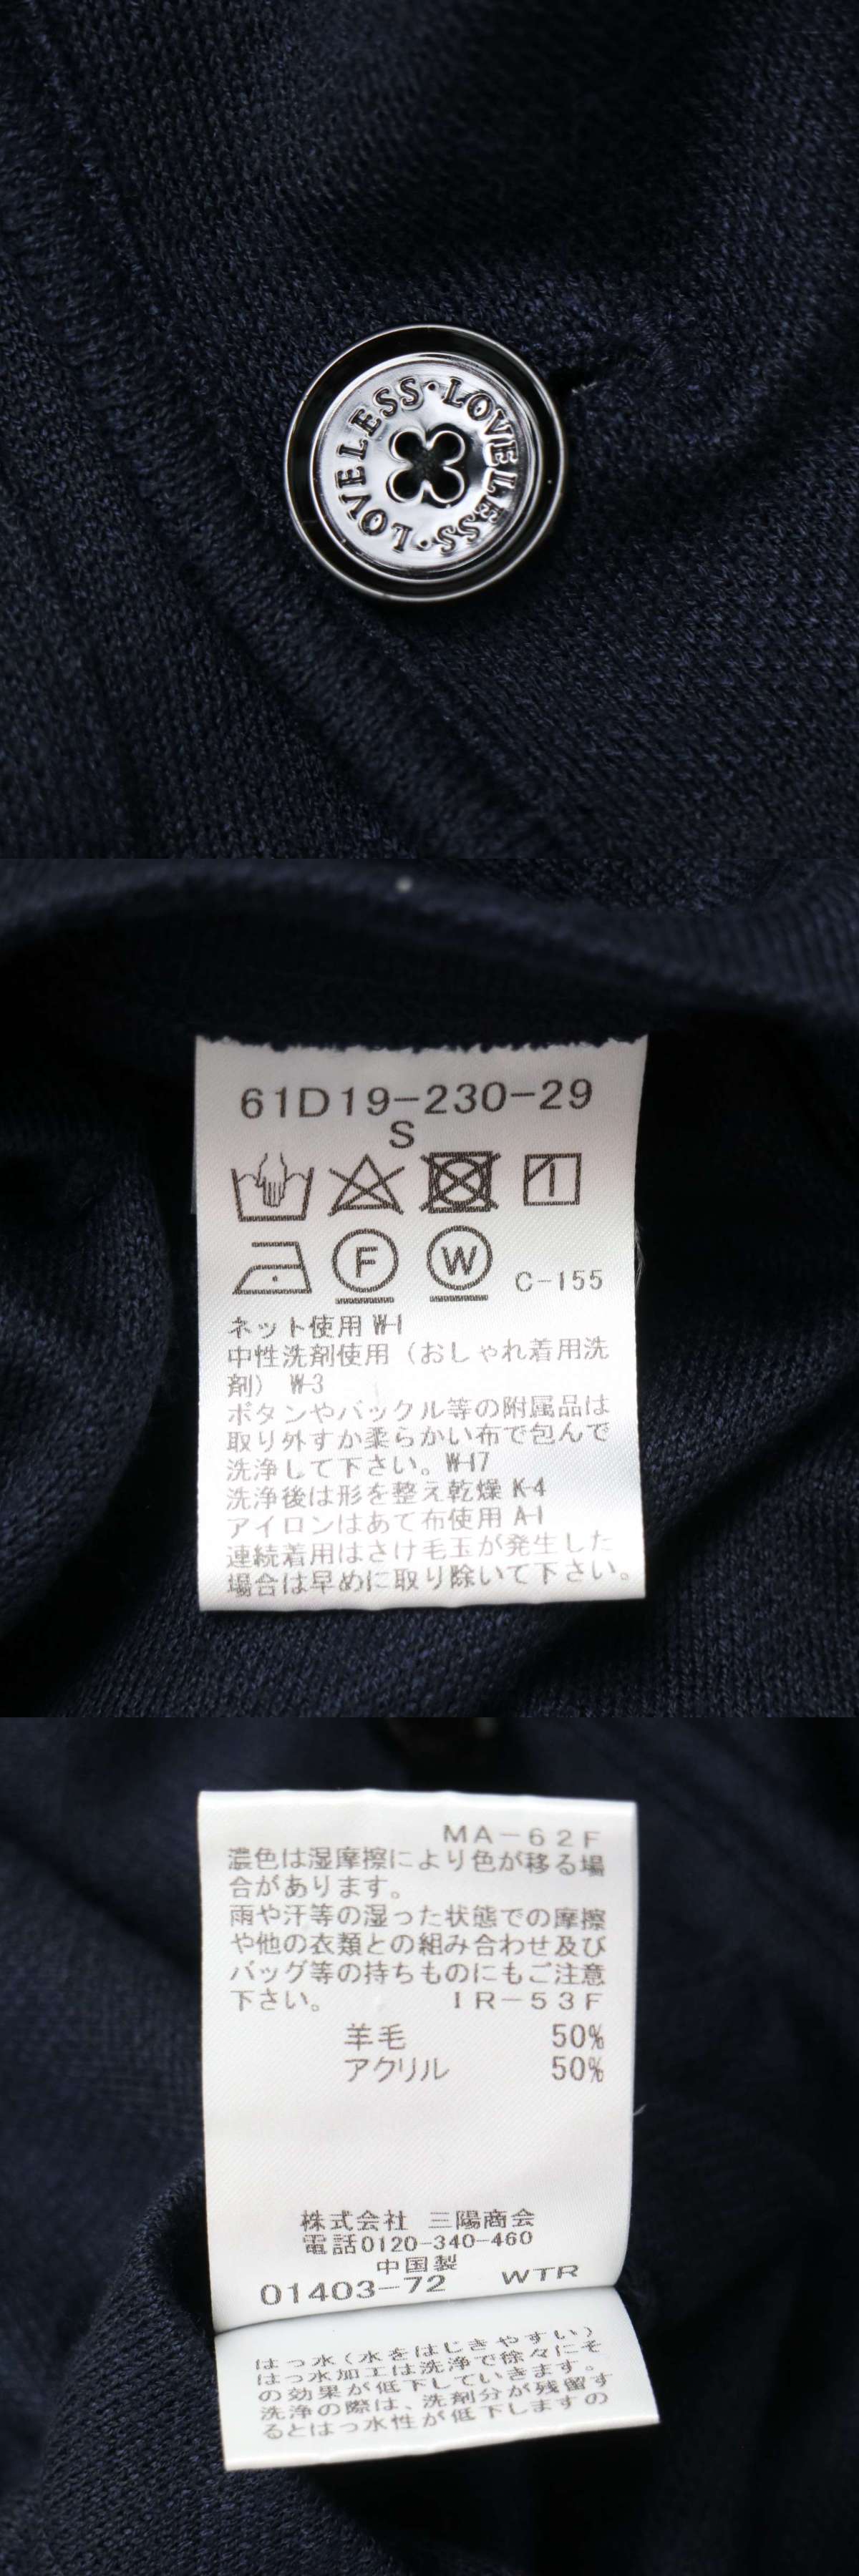 LOVELESS・LOVELESS・
61D19-230-29
S
F
W
C-155
ネット使用 W-1
中性洗剤使用（おしゃれ着用洗
剤） W-3
ボタンやバックル等の附属品は
取り外すか柔らかい布で包んで
洗浄して下さい。W-17
洗浄後は形を整え乾燥 K-4
アイロンはあて布使用 A-1
連続着用はさけ毛玉が発生した
場合は早めに取り除いて下さい。
MA-62F
濃色は湿摩擦により色が移る場
合があります。
雨や汗等の湿った状態での摩擦
や他の衣類との組み合わせ及び
バッグ等の持ちものにもご注意
下さい。 IR-53F
羊毛 50%
アクリル 50%
株式会社 三陽商会
電話0120-340-460
中国製
01403-72 WTR
はっ水（水をはじきやすい）
はっ水加工は洗浄で徐々にそ
の効果が低下していきます。
洗浄の際は、洗剤分が残留す
るとはっ水性が低下しますの